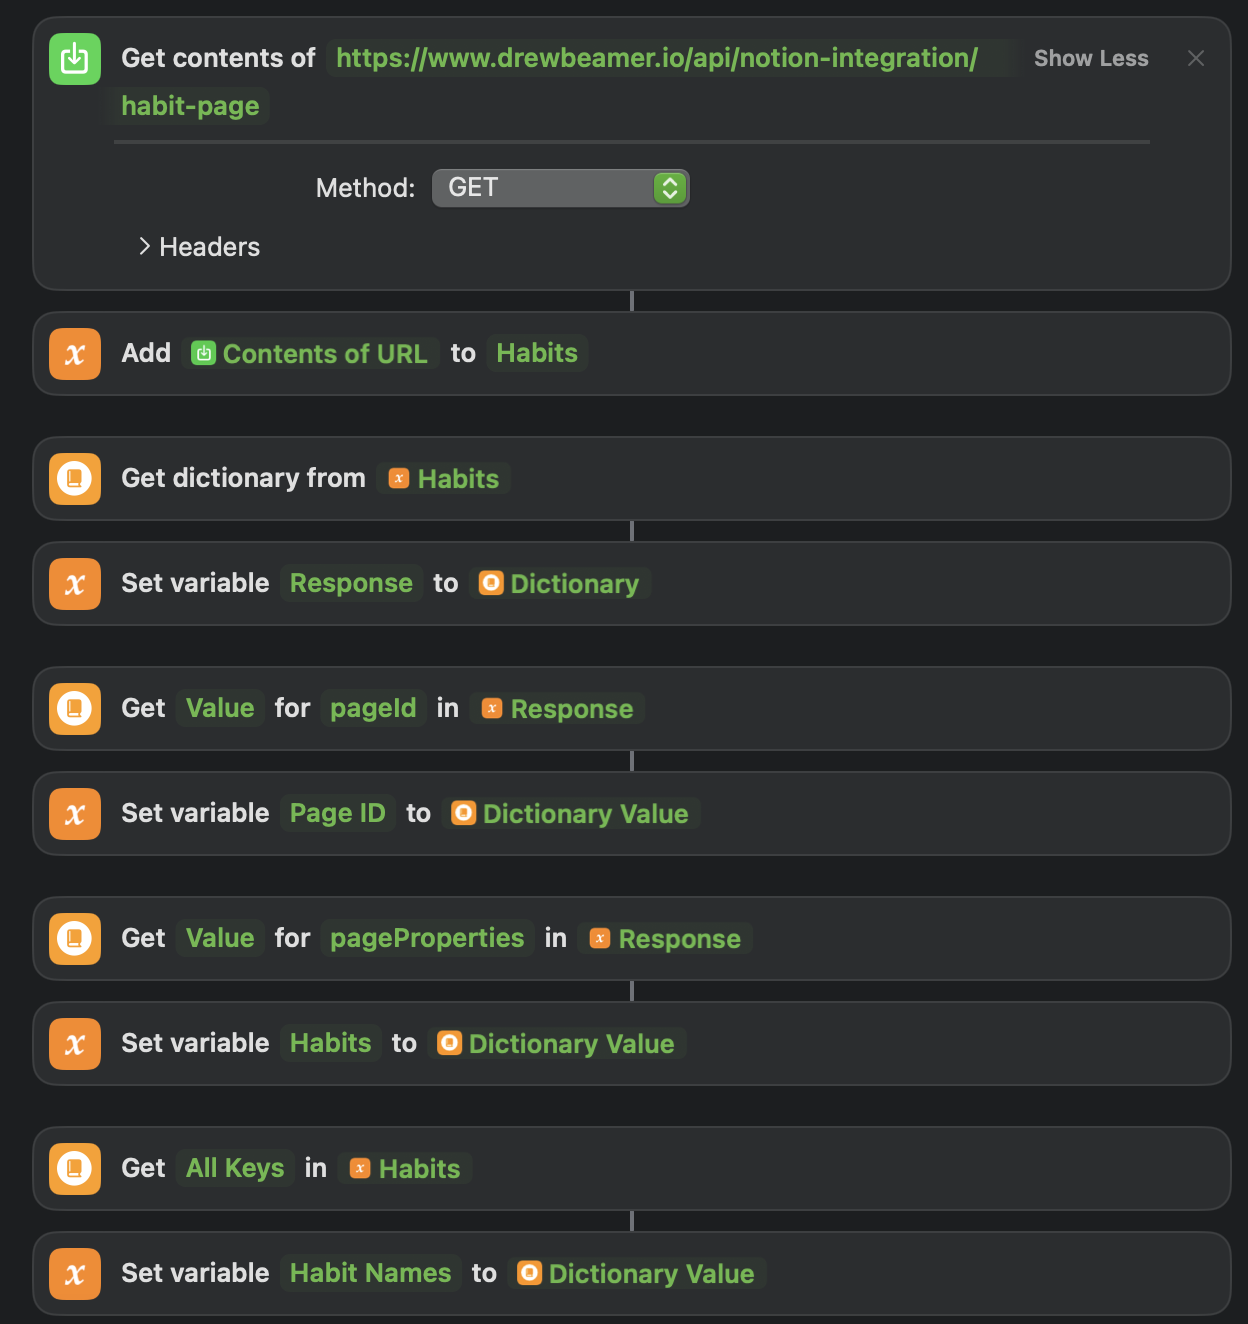 Get contents of https://www.drewbeamer.io/api/notion-integration/ Show Less
habit-page
Method: GET
Headers
x Add Contents of URL to Habits
Get dictionary from x Habits
x Set variable Response to Dictionary
Get Value for pageId in x Response
x Set variable Page ID to Dictionary Value
Get Value for pageProperties in x Response
x Set variable Habits to Dictionary Value
Get All Keys in x Habits
x Set variable Habit Names to Dictionary Value